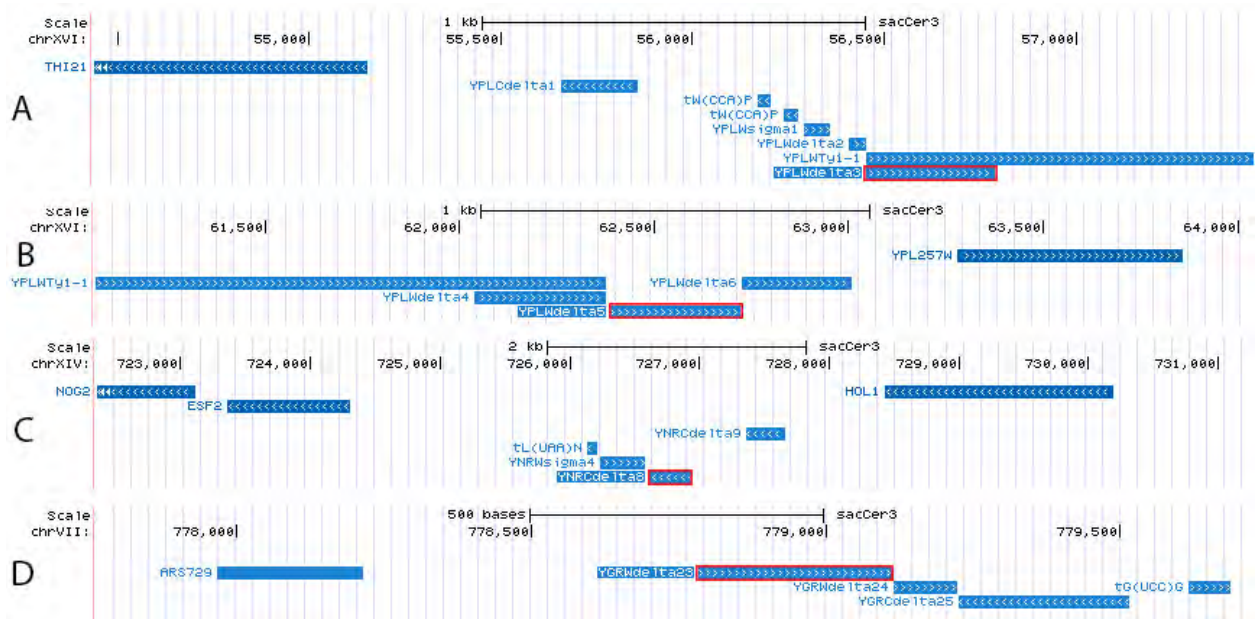 Scale 1 kb sacCer3
chrXVI: 55,000 55,500 56,000 56,500 57,000
THI21
YPLCdelta1
A
tW(CCA)P
tW(CCA)P
YPLWsigma1
YPLWdelta2
YPLWTy1-1
YPLWdelta3
Scale 1 kb sacCer3
chrXVI: 61,500 62,000 62,500 63,000 63,500 64,000
B
YPL257W
YPLWTy1-1 YPLWdelta6
YPLWdelta4
YPLWdelta5
Scale 2 kb sacCer3
chrXIV: 723,000 724,000 725,000 726,000 727,000 728,000 729,000 730,000 731,000
NOG2 HOL1
ESF2
C
YNRCdelta9
tL(UAA)N
YNRWsigma4
YNRCdelta8
Scale 500 bases sacCer3
chrVII: 778,000 778,500 779,000 779,500
D
ARS729 YGRWdelta23
YGRWdelta24 tG(UCC)G
YGRCdelta25